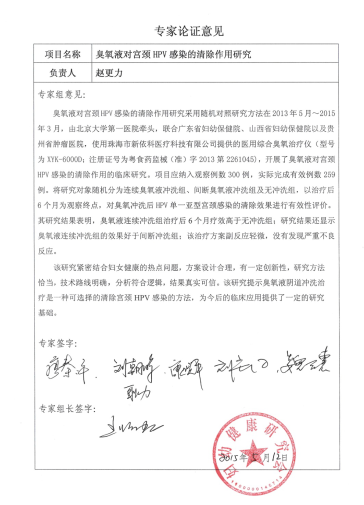 专家论证意见
项目名称 臭氧液对宫颈 HPV 感染的清除作用研究
负责人 赵更力
专家组意见:
臭氧液对宫颈 HPV 感染的清除作用研究采用随机对照研究方法在 2013 年 5 月～2015
年 3 月，由北京大学第一医院牵头，联合广东省妇幼保健院、山西省妇幼保健院以及贵
州省肿瘤医院，使用珠海市新依科医疗科技有限公司提供的医用综合臭氧治疗仪（型号
为 XYK-6000D；注册证号为粤食药监械（准）字 2013 第 2261045），开展了臭氧液对宫颈
HPV 感染的清除作用的临床研究。项目应纳入观察例数 300 例，实际完成有效例数 259
例。将研究对象随机分为连续臭氧液冲洗组、间断臭氧液冲洗组及无冲洗组，以治疗后
6 个月为观察终点，对臭氧冲洗后 HPV 单一亚型宫颈感染的清除效果进行有效性评价。
其研究结果表明，臭氧液连续冲洗组治疗后 6 个月疗效高于无冲洗组；研究结果还显示
臭氧液连续冲洗组的效果好于间断冲洗组；该治疗方案副反应轻微，没有发现严重不良
反应。
该研究紧密结合妇女健康的热点问题，方案设计合理，有一定创新性，研究方法
恰当，技术路线明确，分析符合逻辑，结果真实可信。该研究提示臭氧液阴道冲洗治
疗是一种可选择的清除宫颈 HPV 感染的方法，为今后的临床应用提供了一定的研究
基础。
专家签字:
专家组长签字:
2015年5月12日